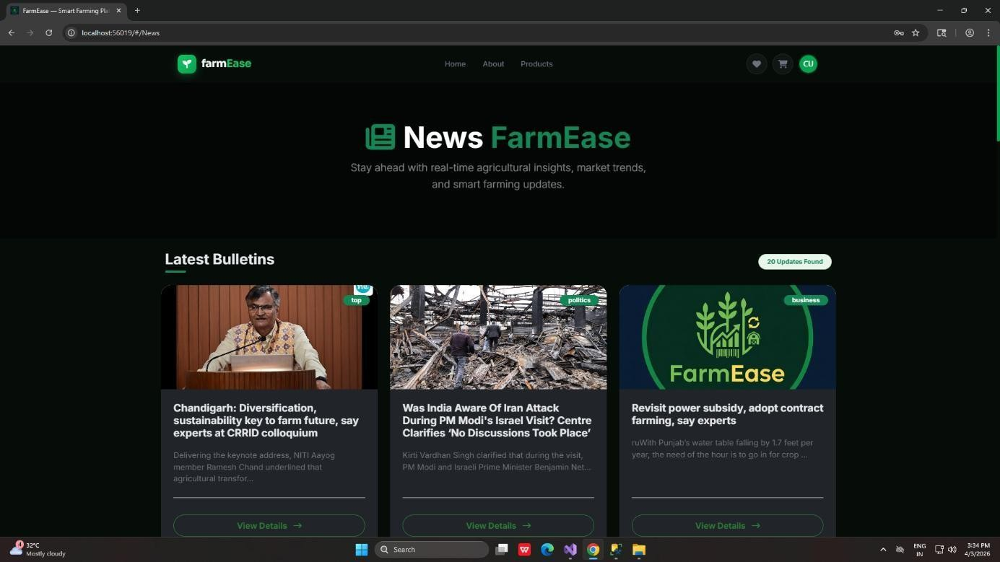 FarmEase — Smart Farming Pla
localhost:56019/#/News
farmEase
Home About Products
CU
News FarmEase
Stay ahead with real-time agricultural insights, market trends,
and smart farming updates.
Latest Bulletins
20 Updates Found
top
politics
business
FarmEase
Chandigarh: Diversification,
sustainability key to farm future, say
experts at CRRID colloquium
Delivering the keynote address, NITI Aayog
member Ramesh Chand underlined that
agricultural transfor...
View Details
Was India Aware Of Iran Attack
During PM Modi's Israel Visit? Centre
Clarifies ‘No Discussions Took Place’
Kirti Vardhan Singh clarified that during the visit,
PM Modi and Israeli Prime Minister Benjamin Net...
View Details
Revisit power subsidy, adopt contract
farming, say experts
ruWith Punjab's water table falling by 1.7 feet per
year, the need of the hour is to go in for crop ...
View Details
4
32°C
Mostly cloudy
Search
W
ENG
IN
3:34 PM
4/3/2026